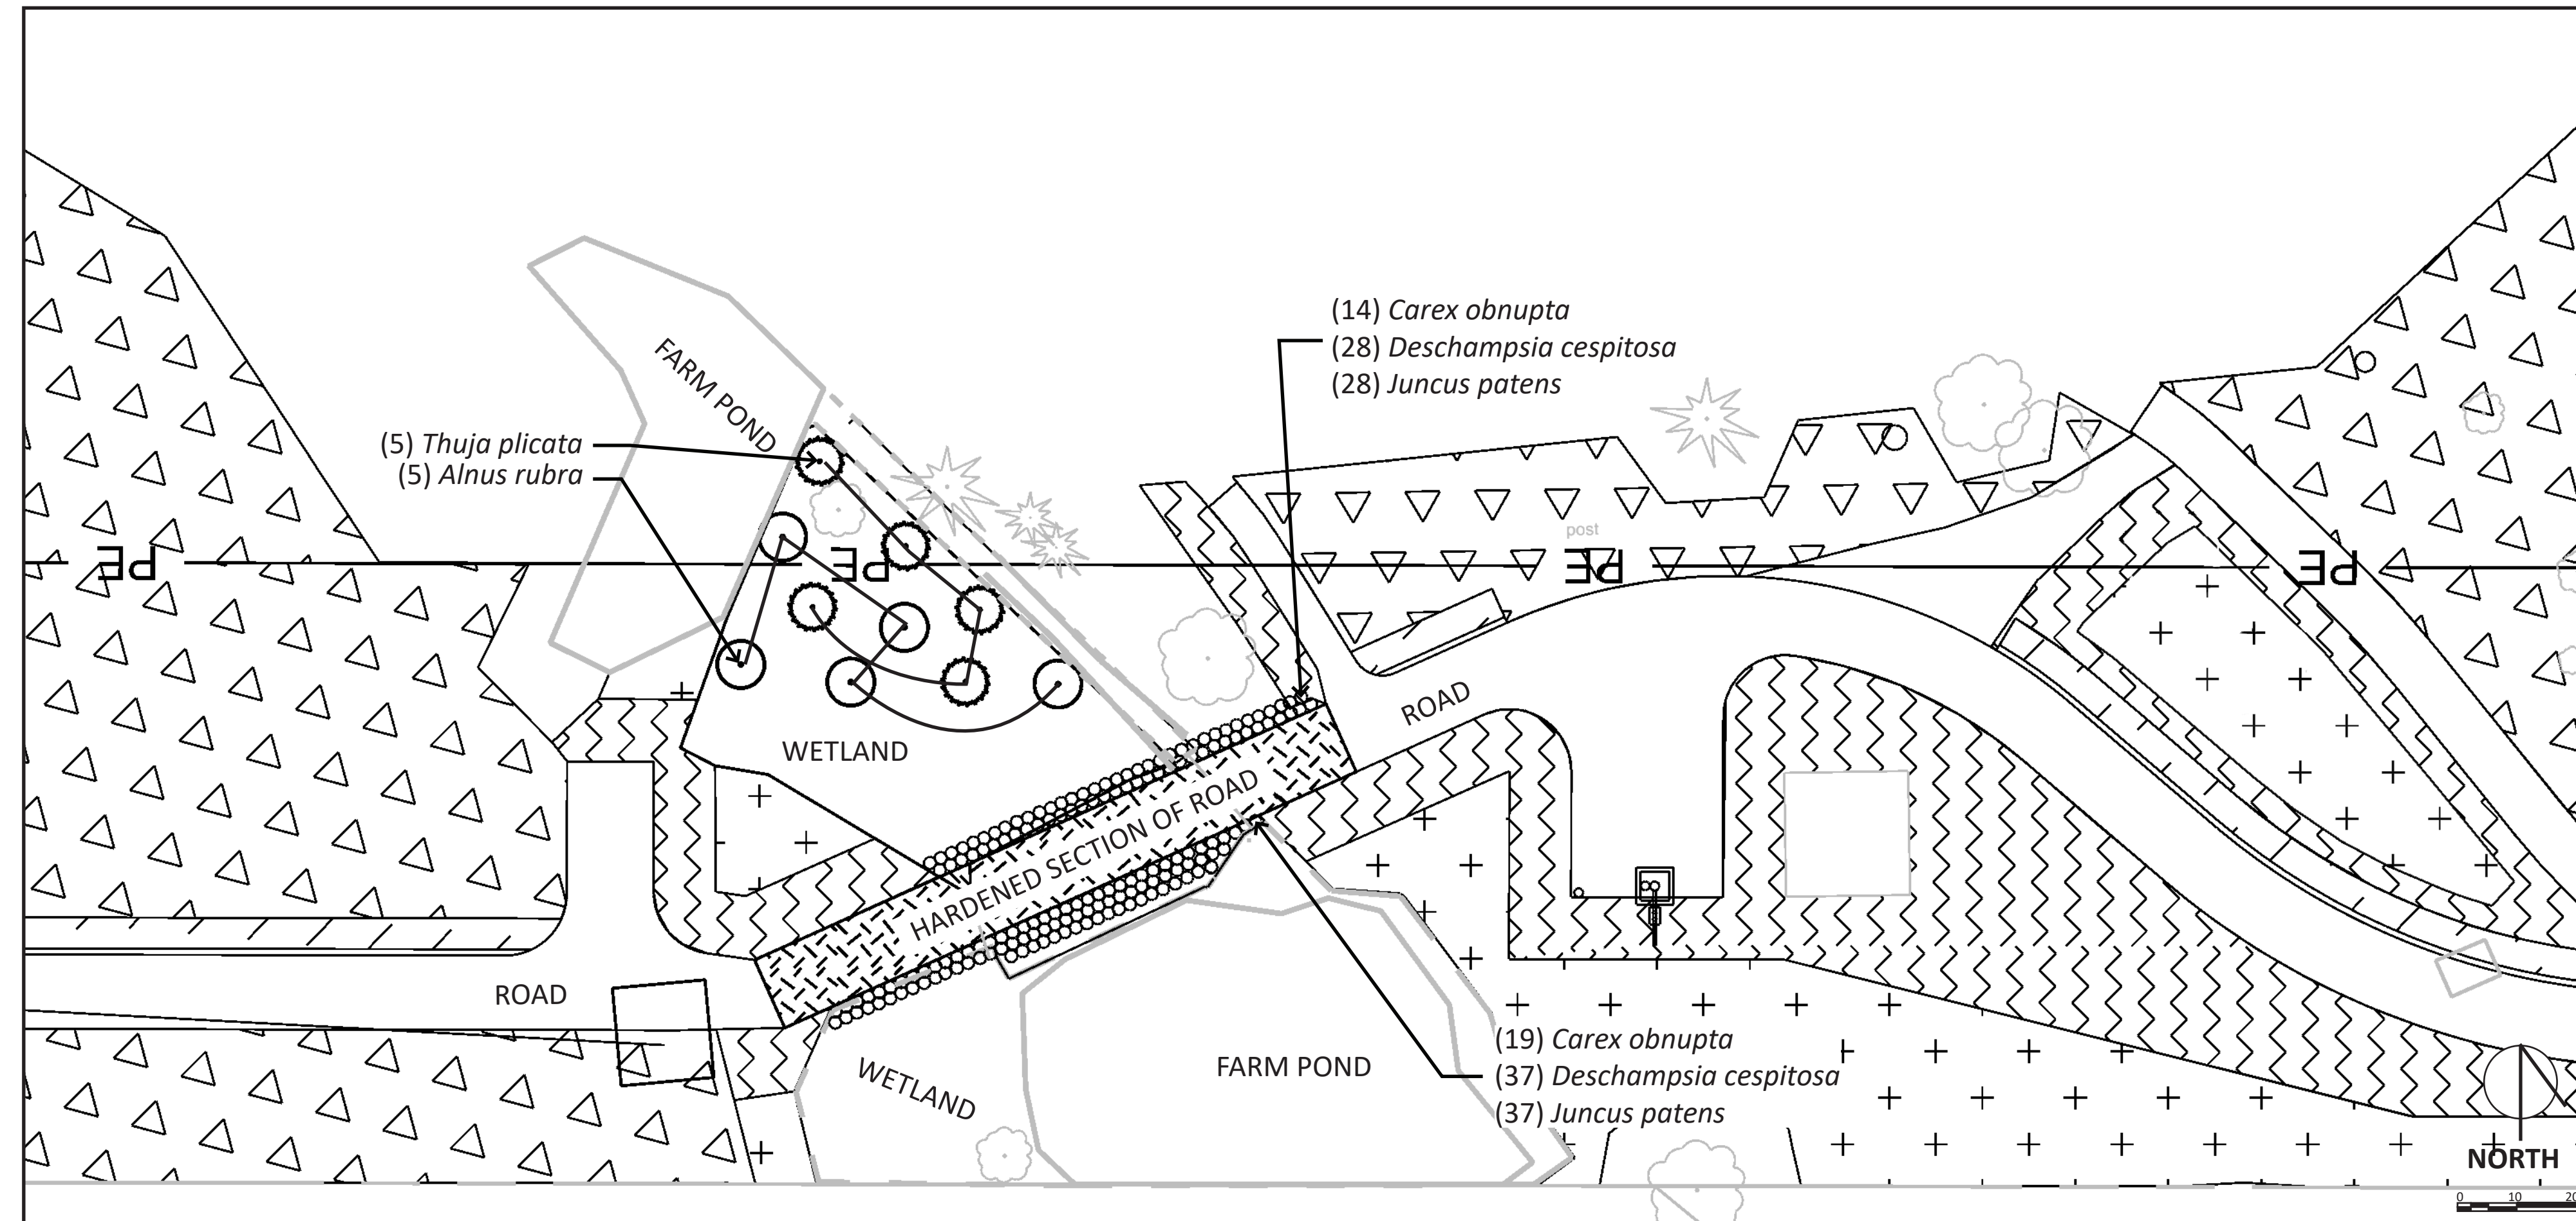 (14) Carex obnupta
(28) Deschampsia cespitosa
(28) Juncus patens
FARM POND
(5) Thuja plicata
(5) Alnus rubra
post
PE
PE
PE
PE
ROAD
WETLAND
HARDENED SECTION OF ROAD
ROAD
(19) Carex obnupta
(37) Deschampsia cespitosa
(37) Juncus patens
WETLAND
FARM POND
NORTH
0 10 20